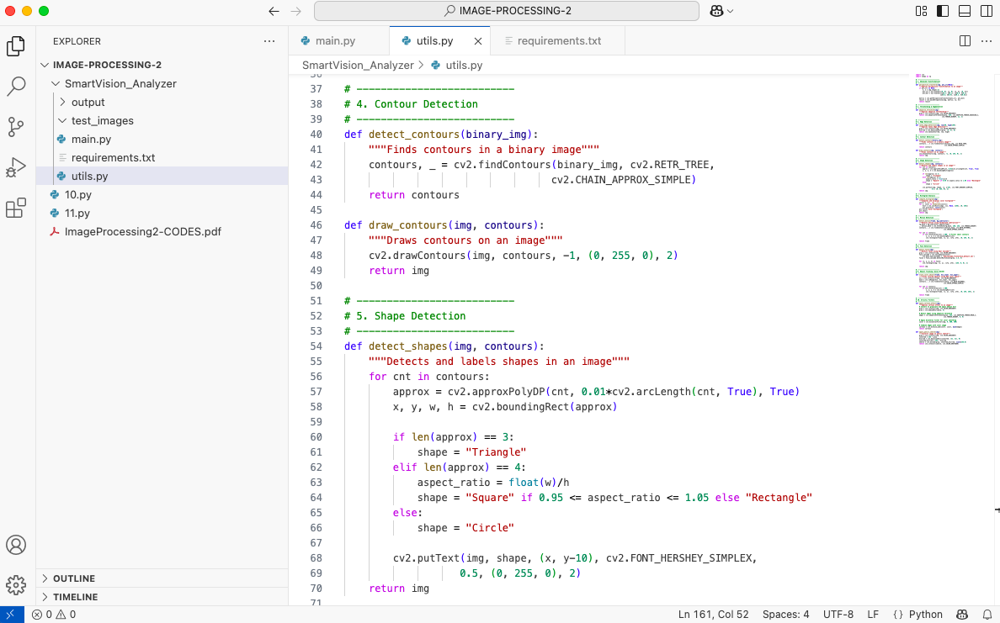 IMAGE-PROCESSING-2
EXPLORER
IMAGE-PROCESSING-2
SmartVision_Analyzer
output
test_images
main.py
requirements.txt
utils.py
10.py
11.py
ImageProcessing2-CODES.pdf
OUTLINE
TIMELINE
main.py
utils.py
requirements.txt
SmartVision_Analyzer > utils.py
37 # --------------------------
38 # 4. Contour Detection
39 # --------------------------
40 def detect_contours(binary_img):
41 """Finds contours in a binary image"""
42 contours, _ = cv2.findContours(binary_img, cv2.RETR_TREE,
43 cv2.CHAIN_APPROX_SIMPLE)
44 return contours
45
46 def draw_contours(img, contours):
47 """Draws contours on an image"""
48 cv2.drawContours(img, contours, -1, (0, 255, 0), 2)
49 return img
50
51 # --------------------------
52 # 5. Shape Detection
53 # --------------------------
54 def detect_shapes(img, contours):
55 """Detects and labels shapes in an image"""
56 for cnt in contours:
57 approx = cv2.approxPolyDP(cnt, 0.01*cv2.arcLength(cnt, True), True)
58 x, y, w, h = cv2.boundingRect(approx)
59
60 if len(approx) == 3:
61 shape = "Triangle"
62 elif len(approx) == 4:
63 aspect_ratio = float(w)/h
64 shape = "Square" if 0.95 <= aspect_ratio <= 1.05 else "Rectangle"
65 else:
66 shape = "Circle"
67
68 cv2.putText(img, shape, (x, y-10), cv2.FONT_HERSHEY_SIMPLEX,
69 0.5, (0, 255, 0), 2)
70 return img
71
0 0
Ln 161, Col 52 Spaces: 4 UTF-8 LF {} Python